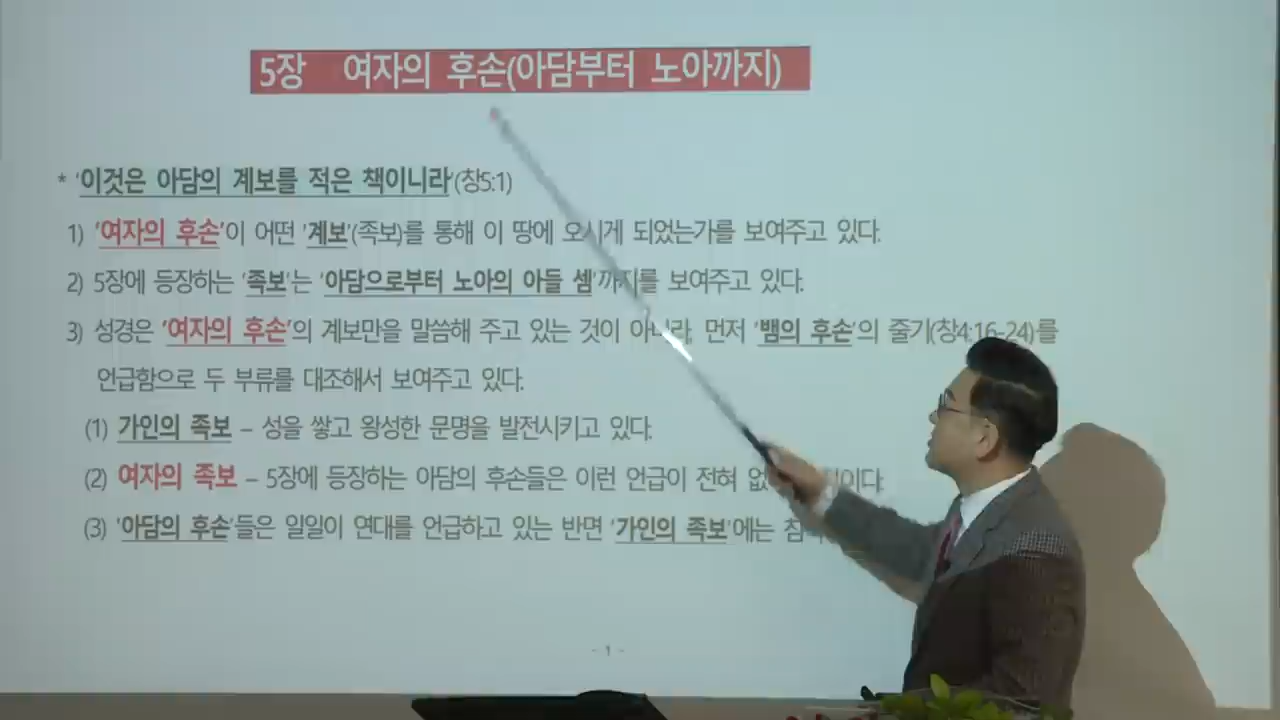 5장 여자의 후손(아담부터 노아까지)
* '이것은 아담의 계보를 적은 책이니라'(창5:1)
1) '여자의 후손'이 어떤 '계보'(족보)를 통해 이 땅에 오시게 되었는가를 보여주고 있다.
2) 5장에 등장하는 '족보'는 '아담으로부터 노아의 아들 셈'까지를 보여주고 있다.
3) 성경은 '여자의 후손'의 계보만을 말씀해 주고 있는 것이 아니라, 먼저 '뱀의 후손'의 줄기(창4:16-24)를
언급함으로 두 부류를 대조해서 보여주고 있다.
(1) 가인의 족보 – 성을 쌓고 왕성한 문명을 발전시키고 있다.
(2) 여자의 족보 – 5장에 등장하는 아담의 후손들은 이런 언급이 전혀
(3) '아담의 후손'들은 일일이 연대를 언급하고 있는 반면 '가인의 족보'에는
- 1 -